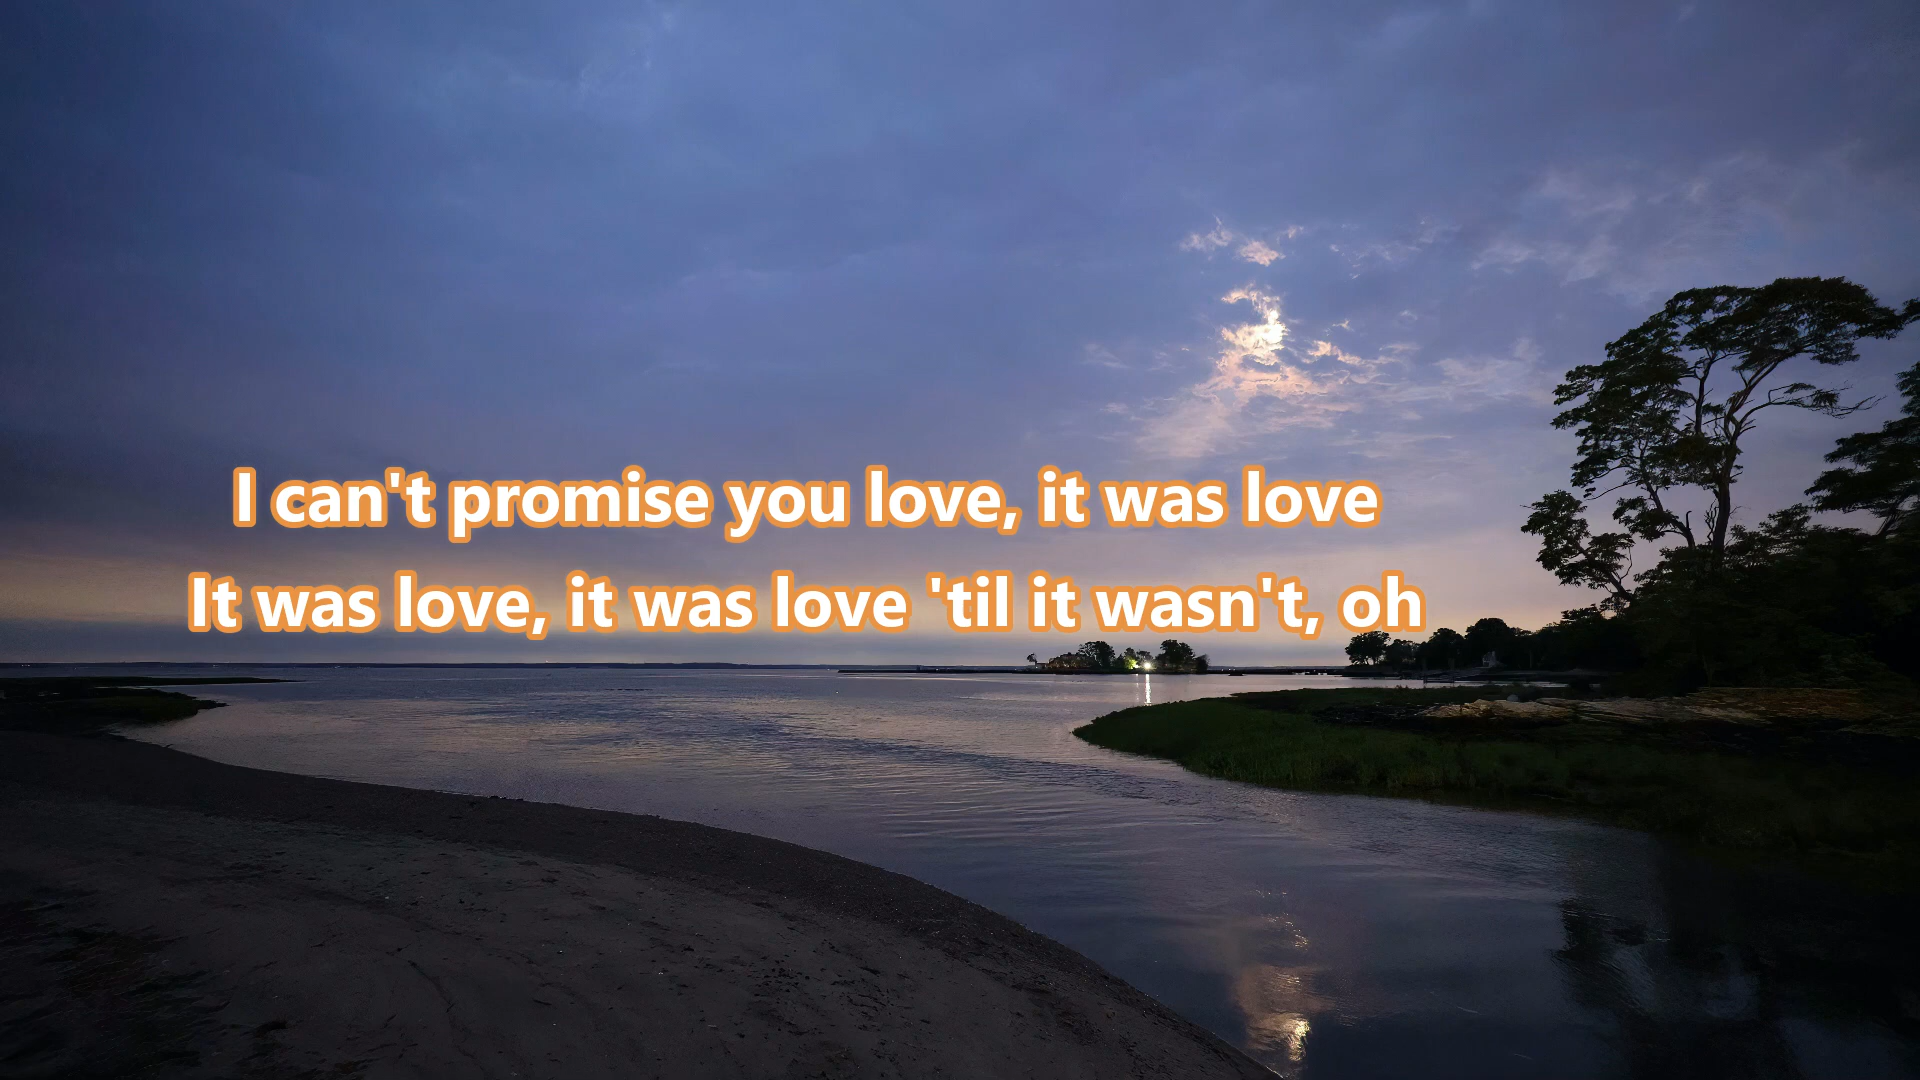 I can't promise you love, it was love
It was love, it was love 'til it wasn't, oh